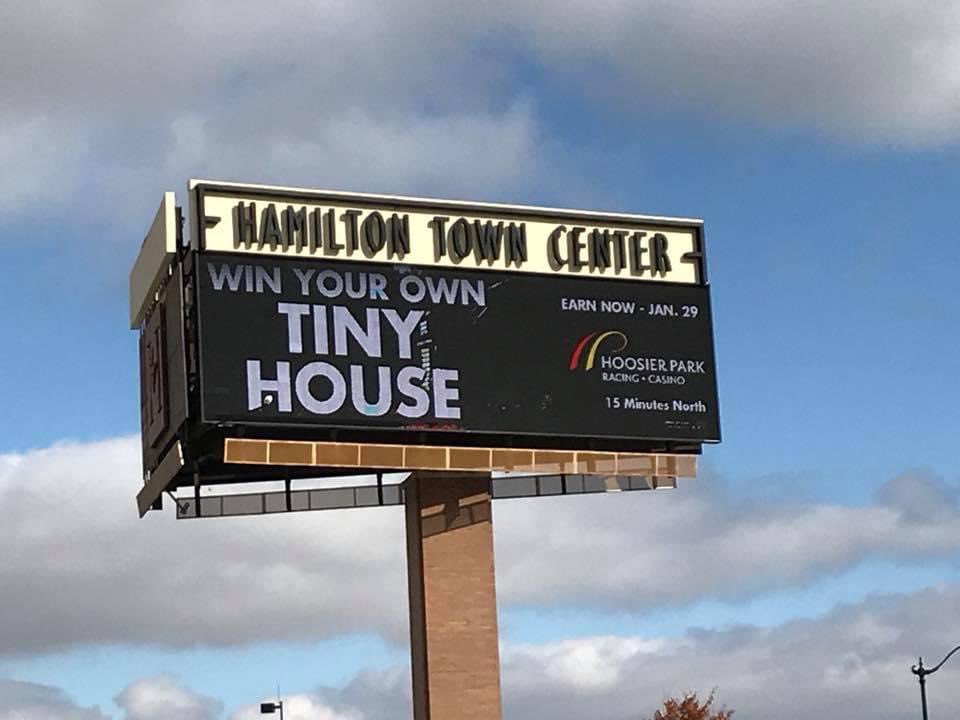 HAMILTON TOWN CENTER
WIN YOUR OWN
TINY
HOUSE
EARN NOW - JAN. 29
HOOSIER PARK
RACING • CASINO
15 Minutes North